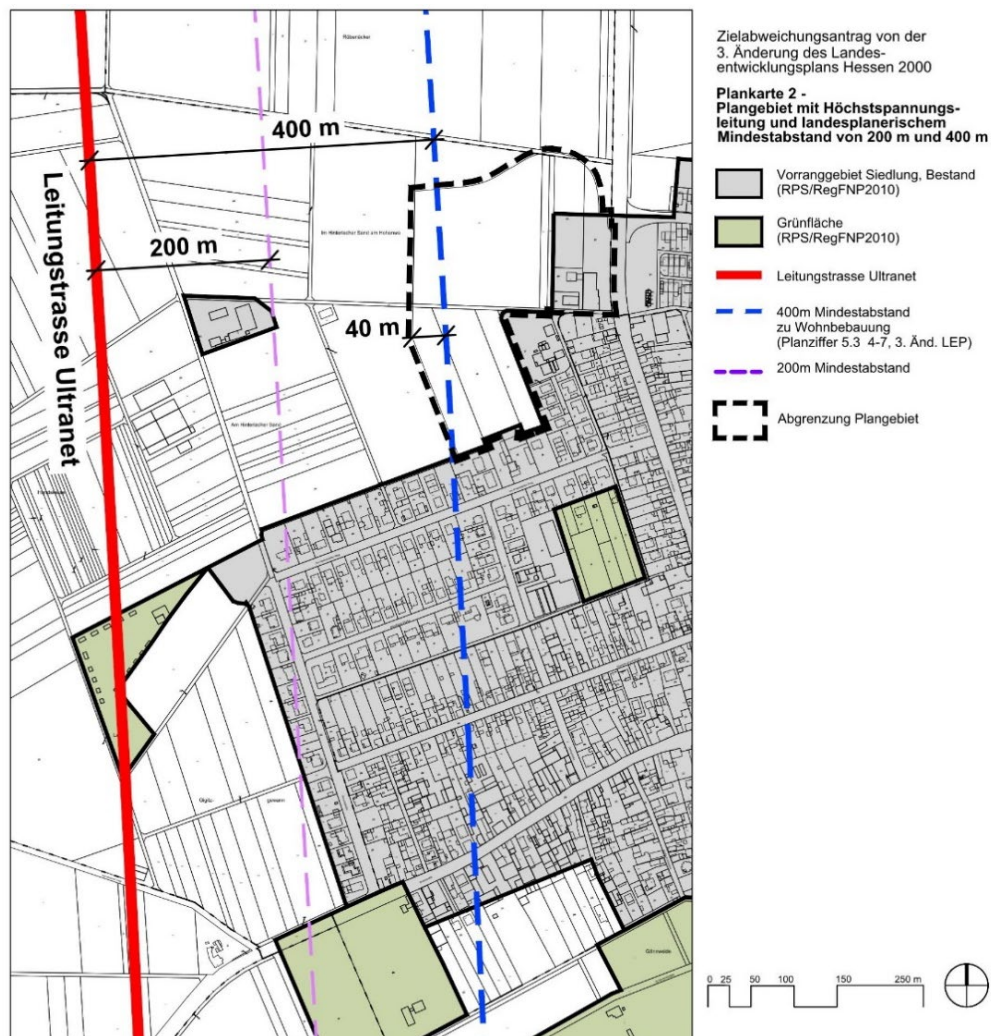 Zielabweichungsantrag von der
3. Änderung des Landes-
entwicklungsplans Hessen 2000
Plankarte 2 -
Plangebiet mit Höchstspannungs-
leitung und landesplanerischem
Mindestabstand von 200 m und 400 m
Vorranggebiet Siedlung, Bestand
(RPS/RegFNP2010)
Grünfläche
(RPS/RegFNP2010)
Leitungstrasse Ultranet
400m Mindestabstand
zu Wohnbebauung
(Planziffer 5.3 4-7, 3. Änd. LEP)
200m Mindestabstand
Abgrenzung Plangebiet
400 m
200 m
40 m
Leitungstrasse Ultranet
0 25 50 100 150 250 m